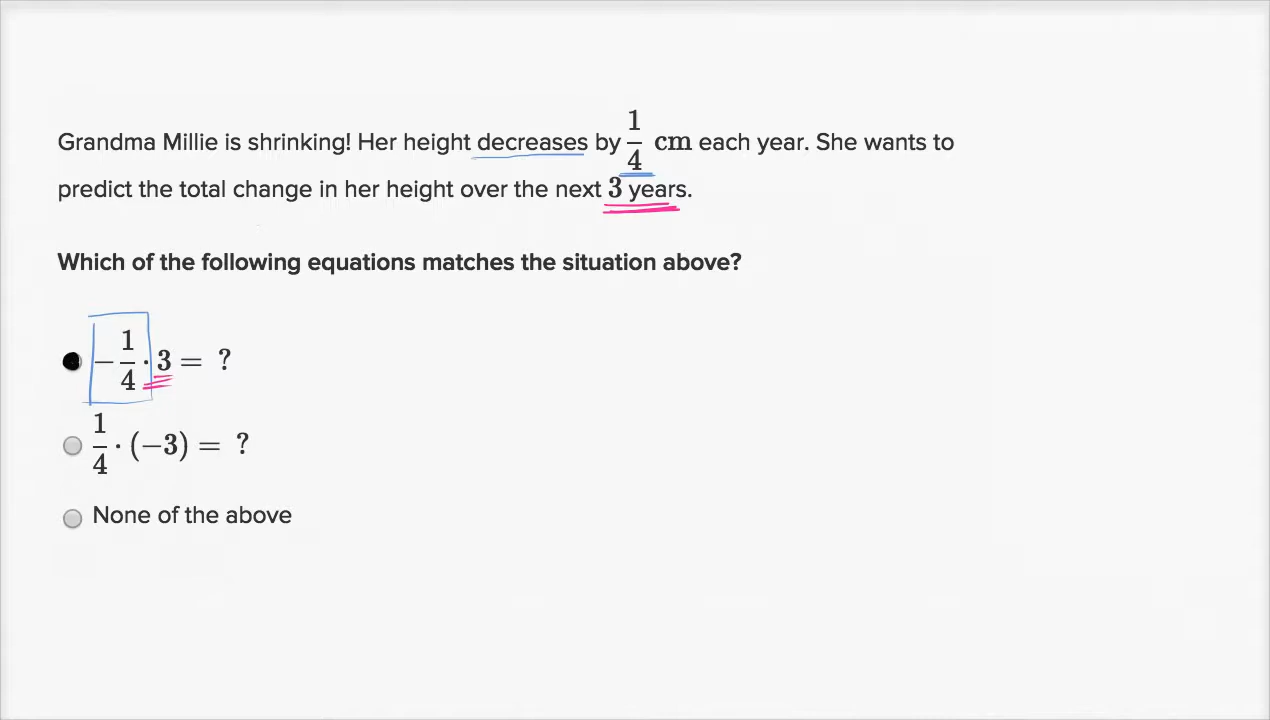 Grandma Millie is shrinking! Her height decreases by 1/4 cm each year. She wants to
predict the total change in her height over the next 3 years.
Which of the following equations matches the situation above?
−1/4 · 3 = ?
1/4 · (−3) = ?
None of the above